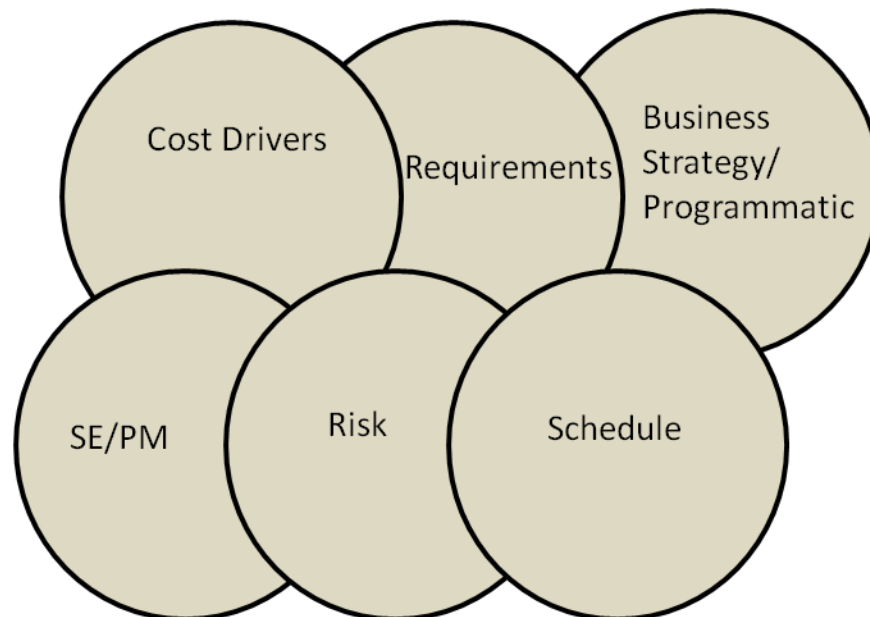 Cost Drivers
Requirements
Business
Strategy/
Programmatic
SE/PM
Risk
Schedule